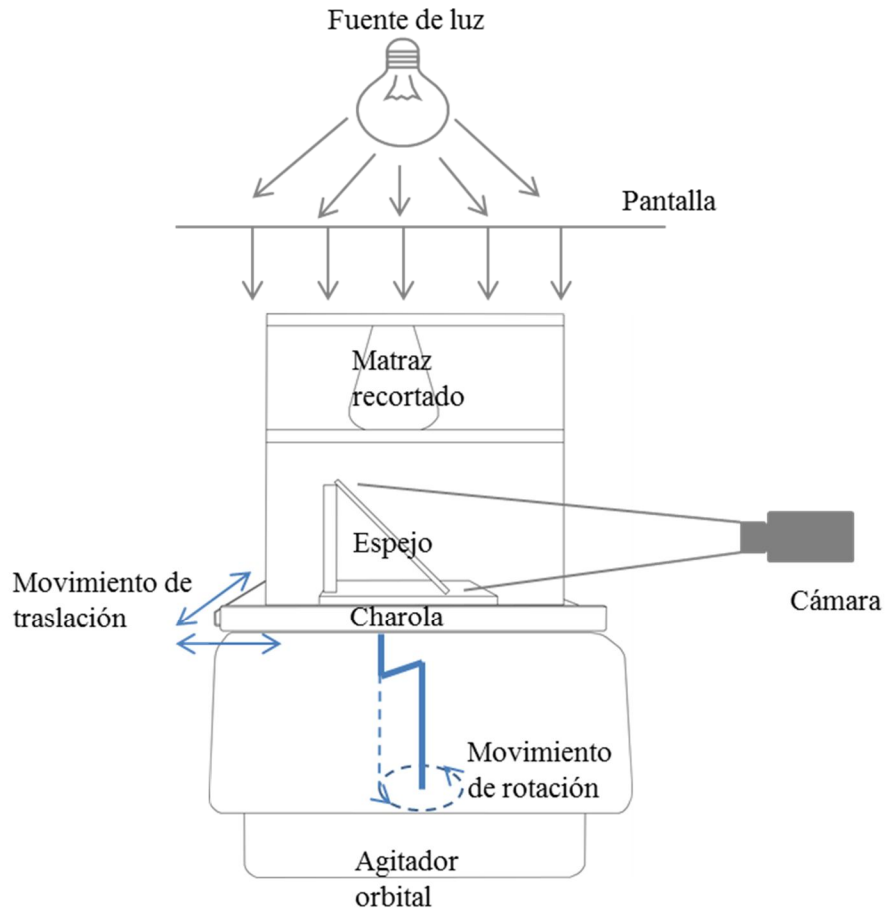 Fuente de luz
Pantalla
Matraz
recortado
Espejo
Movimiento de
traslación
Cámara
Charola
Movimiento
de rotación
Agitador
orbital